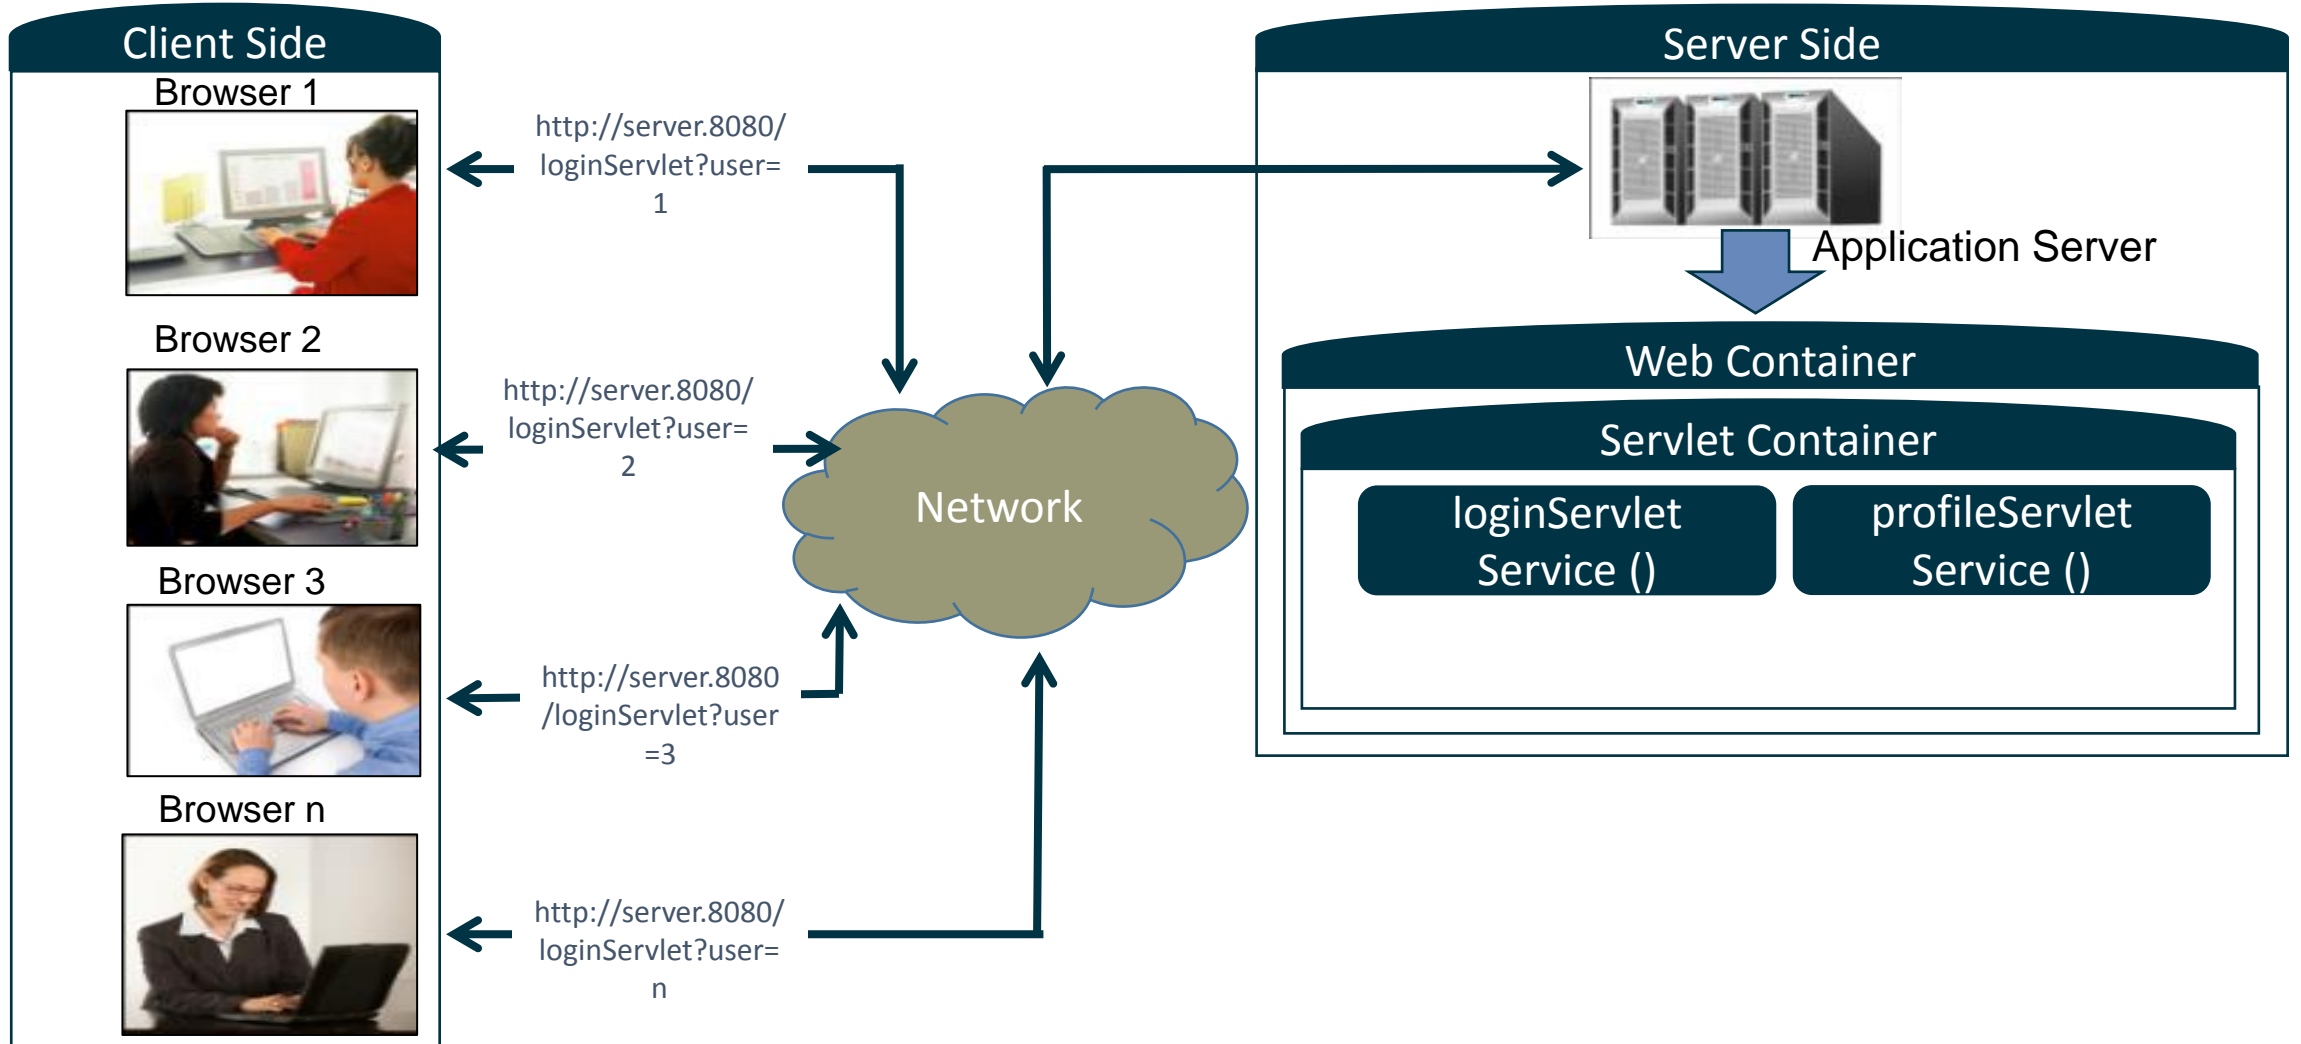 Client Side
Browser 1
Browser 2
Browser 3
Browser n
http://server.8080/
loginServlet?user=
1
http://server.8080/
loginServlet?user=
2
http://server.8080
/loginServlet?user
=3
http://server.8080/
loginServlet?user=
n
Network
Server Side
Application Server
Web Container
Servlet Container
loginServlet
Service ()
profileServlet
Service ()